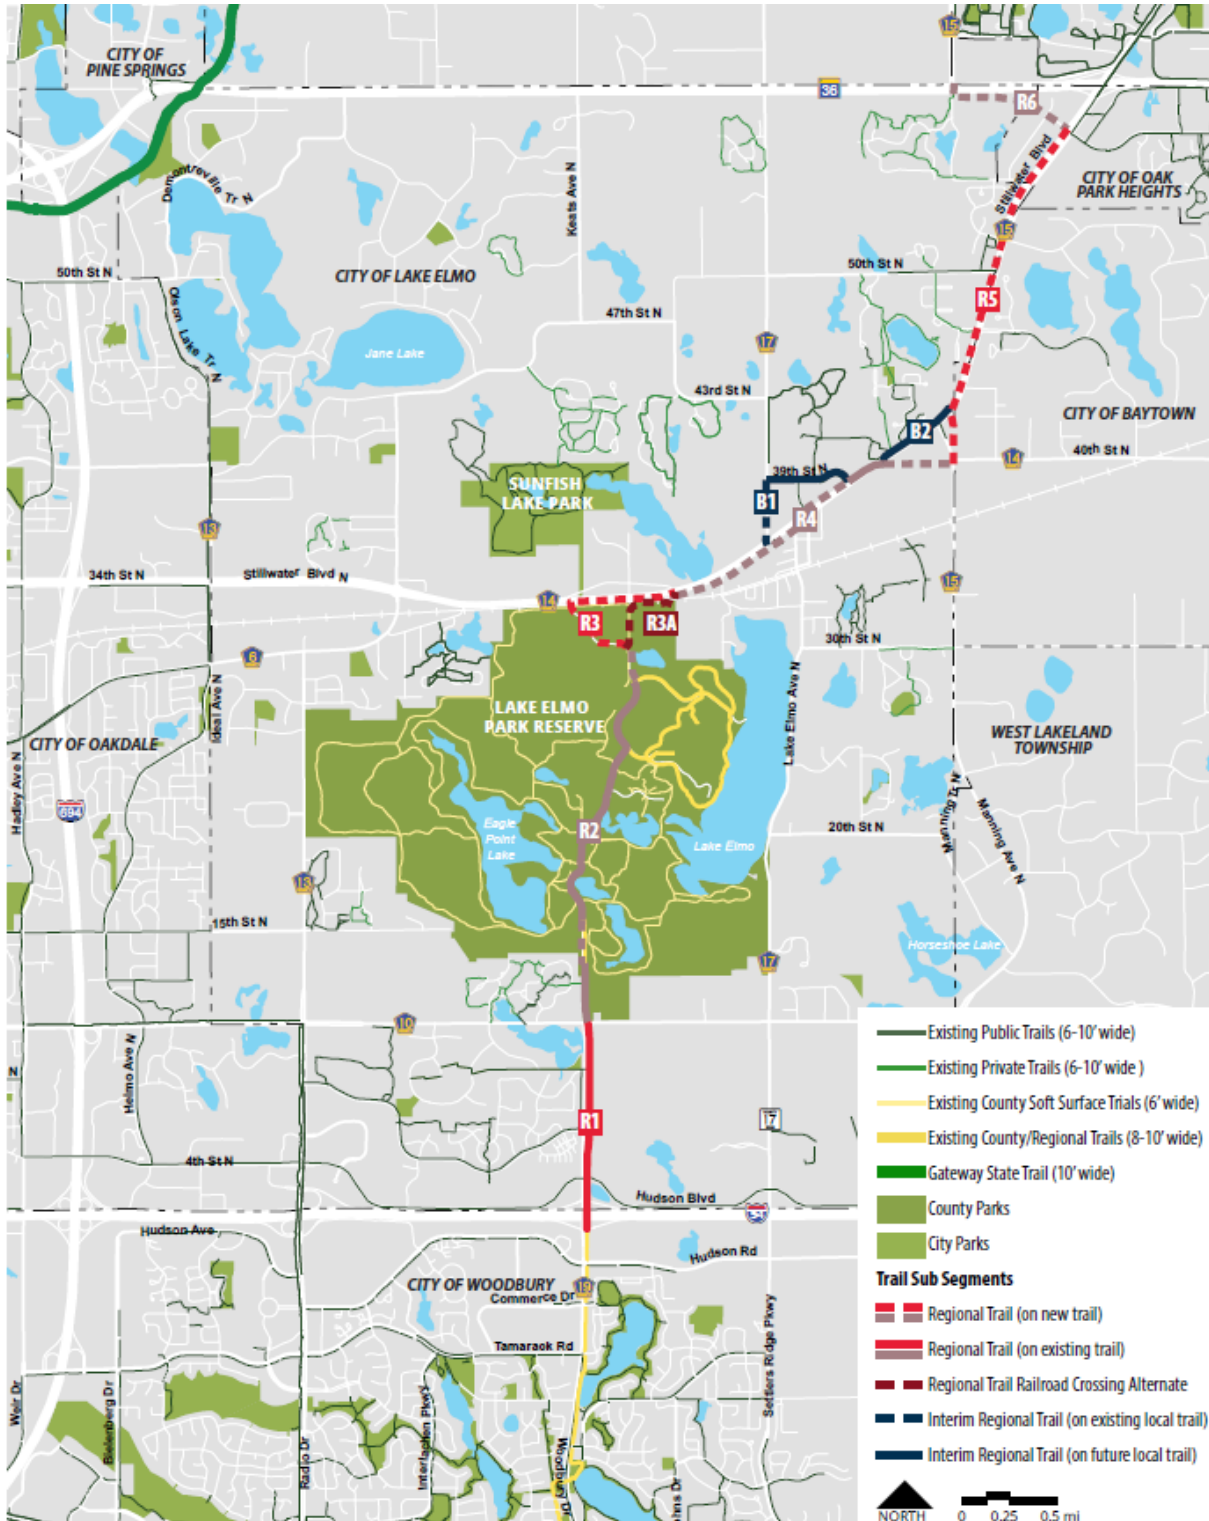 15
CITY OF
PINE SPRINGS
36
R6
Stillwater Blvd
CITY OF OAK
PARK HEIGHTS
Demontreville Tr N
Keats Ave N
15
50th St N
CITY OF LAKE ELMO
50th St N
Olson Lake Tr N
R5
47th St N
17
Jane Lake
43rd St N
CITY OF BAYTOWN
B2
40th St N
14
39th St N
SUNFISH
LAKE PARK
B1
R4
13
34th St N
Stillwater Blvd N
15
14
R3
R3A
30th St N
Ideal Ave N
LAKE ELMO
PARK RESERVE
Lake Elmo Ave N
WEST LAKELAND
TOWNSHIP
CITY OF OAKDALE
Hadley Ave N
694
Manning Tr N
Manning Ave N
R2
Eagle
Point
Lake
Lake Elmo
20th St N
13
15th St N
Horseshoe Lake
17
10
Existing Public Trails (6-10' wide)
Helmo Ave N
N
Existing Private Trails (6-10' wide )
Existing County Soft Surface Trials (6' wide)
R1
17
Existing County/Regional Trails (8-10' wide)
4th St N
Gateway State Trail (10' wide)
Hudson Blvd
County Parks
Hudson Ave
Hudson Rd
City Parks
CITY OF WOODBURY
19
Commerce Dr
Trail Sub Segments
Regional Trail (on new trail)
Tamarack Rd
Settlers Ridge Pkwy
Regional Trail (on existing trail)
Weir Dr
Bielenberg Dr
Radio Dr
Interlachen Pkwy
Woodbury Dr
Regional Trail Railroad Crossing Alternate
Interim Regional Trail (on existing local trail)
Interim Regional Trail (on future local trail)
NORTH
0 0.25 0.5 mi